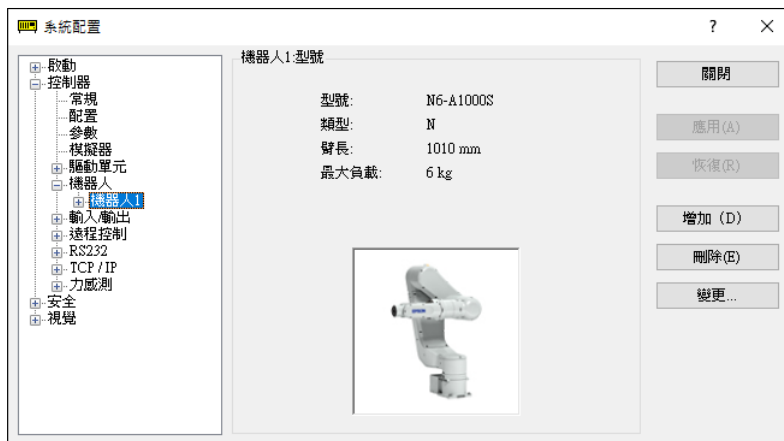 系統配置
啟動
控制器
常規
配置
參數
模擬器
驅動單元
機器人
機器人1
輸入/輸出
遠程控制
RS232
TCP / IP
力感測
安全
視覺
機器人1:型號
型號: N6-A1000S
類型: N
臂長: 1010 mm
最大負載: 6 kg
EPSON
關閉
應用(A)
恢復(R)
增加 (D)
刪除(E)
變更...